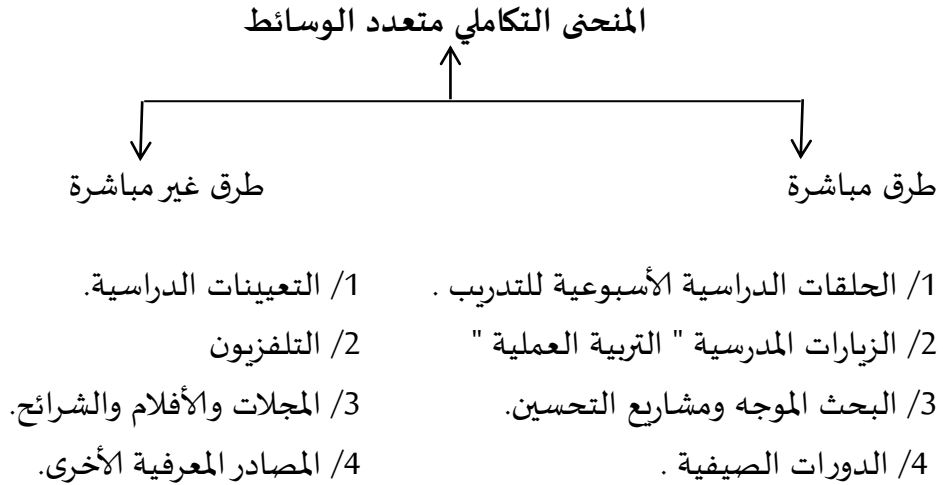 المنحنى التكاملي متعدد الوسائط
طرق مباشرة
طرق غير مباشرة
1/ الحلقات الدراسية الأسبوعية للتدريب .
2/ الزيارات المدرسية " التربية العملية "
3/ البحث الموجه ومشاريع التحسين.
4/ الدورات الصيفية .
1/ التعيينات الدراسية.
2/ التلفزيون
3/ المجلات والأفلام والشرائح.
4/ المصادر المعرفية الأخرى.